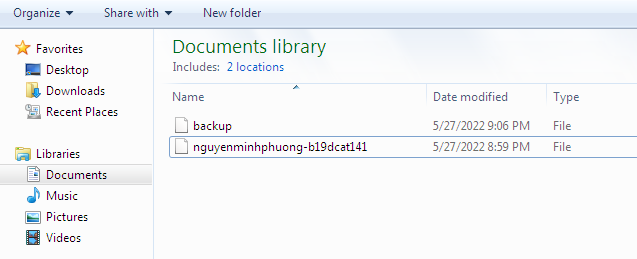 Organize Share with New folder
Favorites
Desktop
Downloads
Recent Places
Libraries
Documents
Music
Pictures
Videos
Documents library
Includes: 2 locations
Name Date modified Type
backup 5/27/2022 9:06 PM File
nguyenminhphuong-b19dcat141 5/27/2022 8:59 PM File